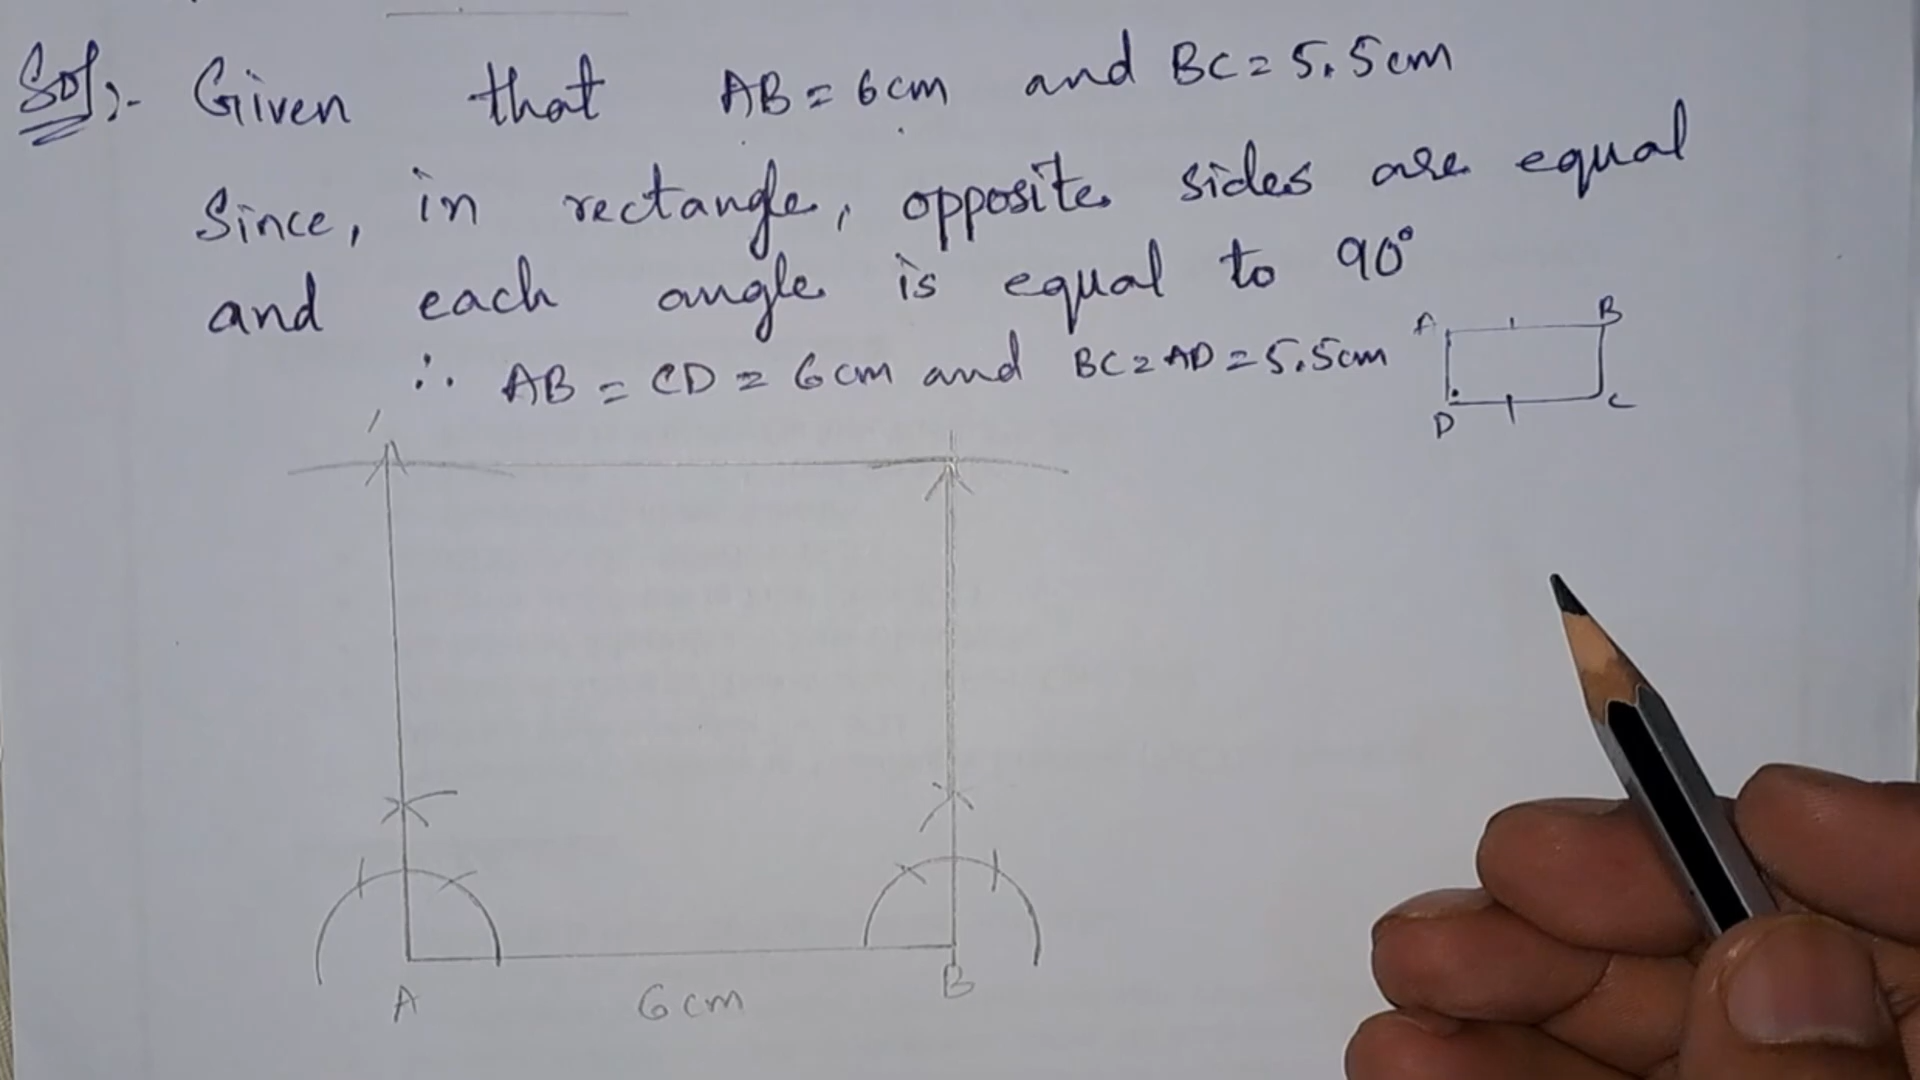 Sol:- Given that AB = 6cm and BC = 5.5cm
Since, in rectangle, opposite sides are equal
and each angle is equal to 90°
∴ AB = CD = 6cm and BC = AD = 5.5cm
A B
D C
A 6cm B